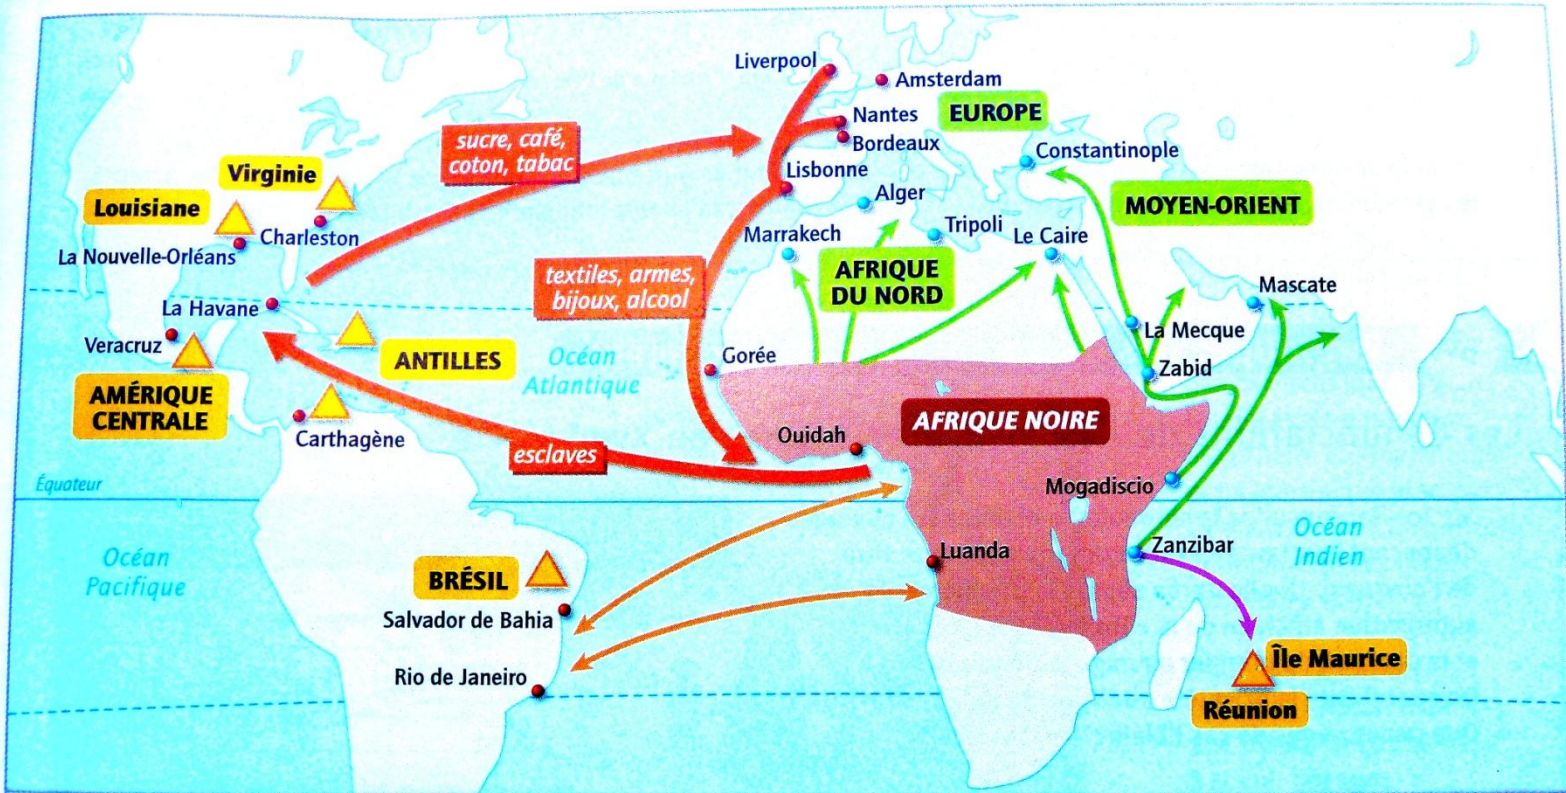 Liverpool
Amsterdam
Nantes
EUROPE
Bordeaux
Constantinople
sucre, café,
coton, tabac
Virginie
Lisbonne
Alger
Louisiane
MOYEN-ORIENT
Charleston
Marrakech
Tripoli
Le Caire
La Nouvelle-Orléans
textiles, armes,
bijoux, alcool
AFRIQUE
DU NORD
Mascate
La Havane
La Mecque
Veracruz
ANTILLES
Océan
Atlantique
Gorée
Zabid
AMÉRIQUE
CENTRALE
AFRIQUE NOIRE
Carthagène
Ouidah
esclaves
Équateur
Mogadiscio
Océan
Pacifique
Océan
Indien
Luanda
Zanzibar
BRÉSIL
Salvador de Bahia
Île Maurice
Rio de Janeiro
Réunion